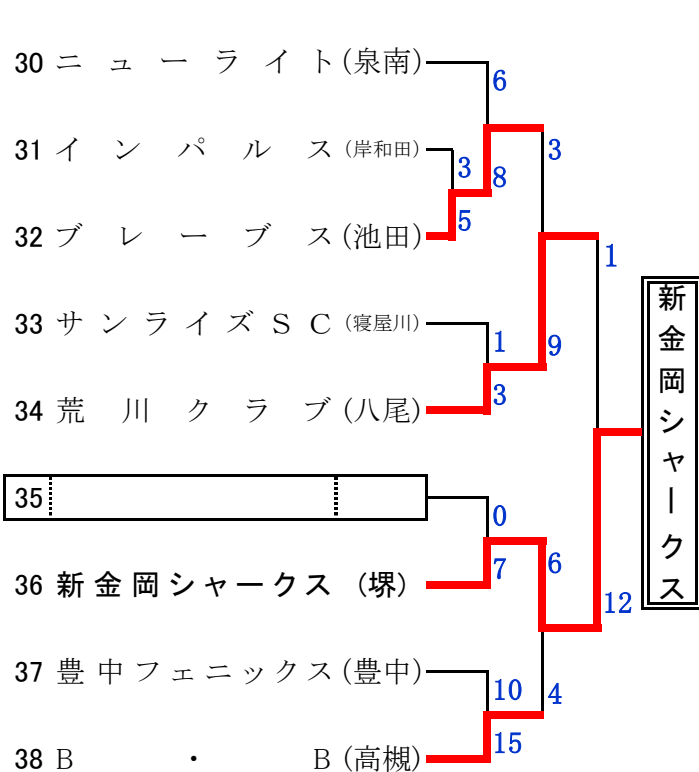 30 ニューライト(泉南)
6
31 インパルス(岸和田)
3
3
8
32 ブレーブス(池田)
5
1
33 サンライズSC(寝屋川)
1
9
34 荒川クラブ(八尾)
3
新金岡シャークス
35
0
36 新金岡シャークス(堺)
7
6
12
37 豊中フェニックス(豊中)
10
4
38 B・B(高槻)
15